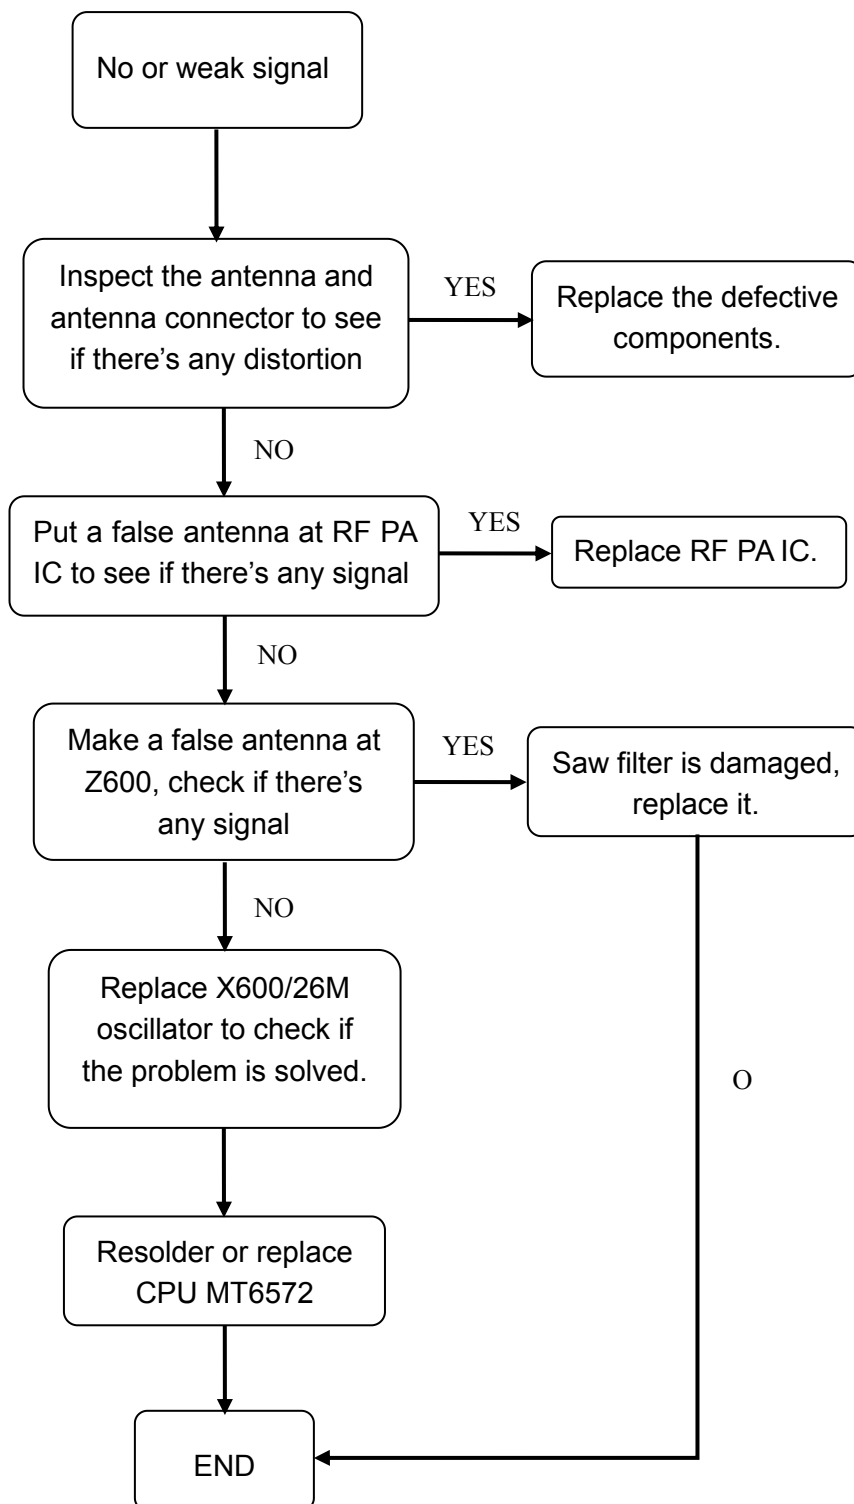 No or weak signal
Inspect the antenna and
antenna connector to see
if there’s any distortion
YES
Replace the defective
components.
NO
Put a false antenna at RF PA
IC to see if there’s any signal
YES
Replace RF PA IC.
NO
Make a false antenna at
Z600, check if there’s
any signal
YES
Saw filter is damaged,
replace it.
NO
Replace X600/26M
oscillator to check if
the problem is solved.
O
Resolder or replace
CPU MT6572
END